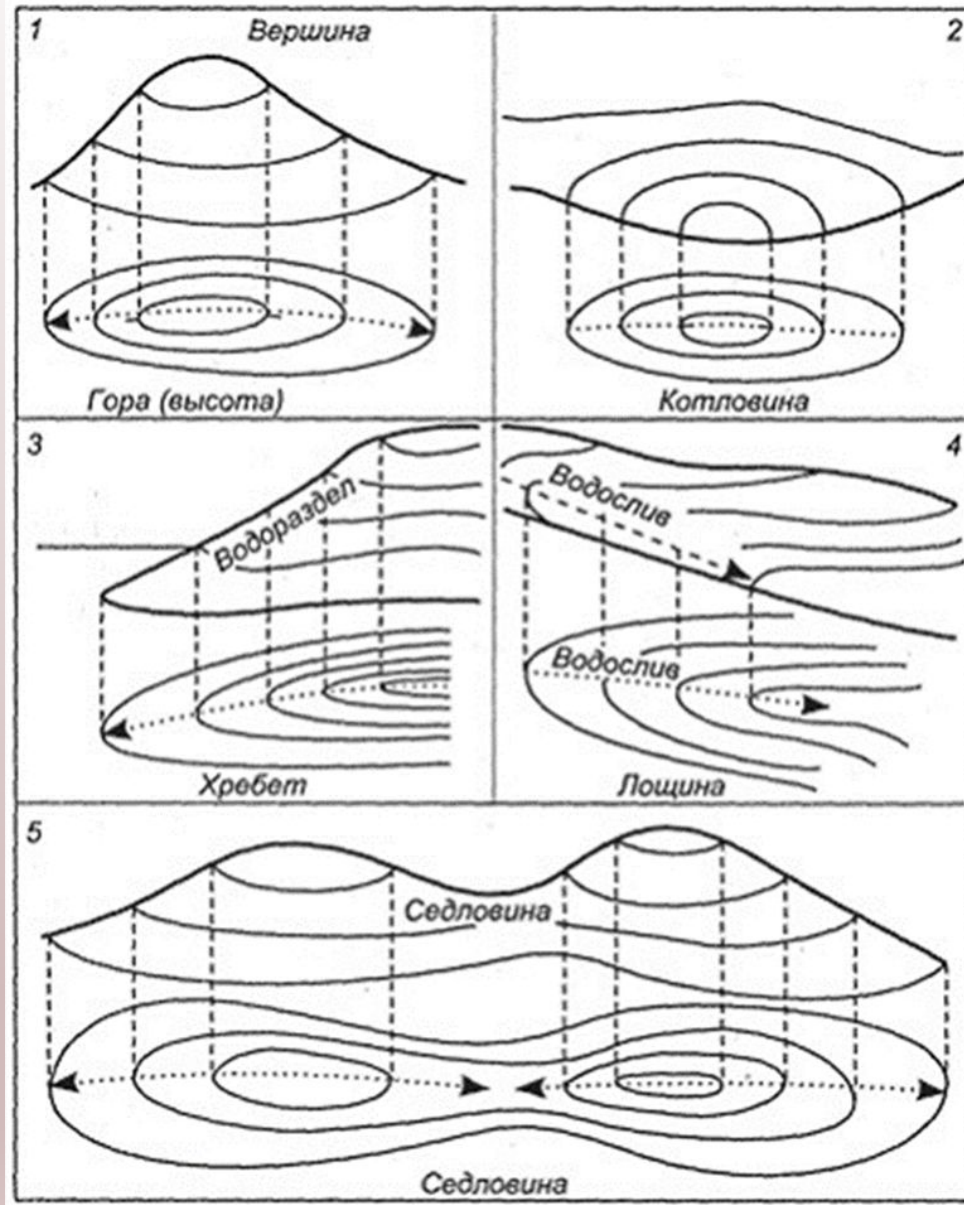 1
Вершина
2
Гора (высота)
Котловина
3
Водораздел
Хребет
4
Водослив
Водослив
Лощина
5
Седловина
Седловина